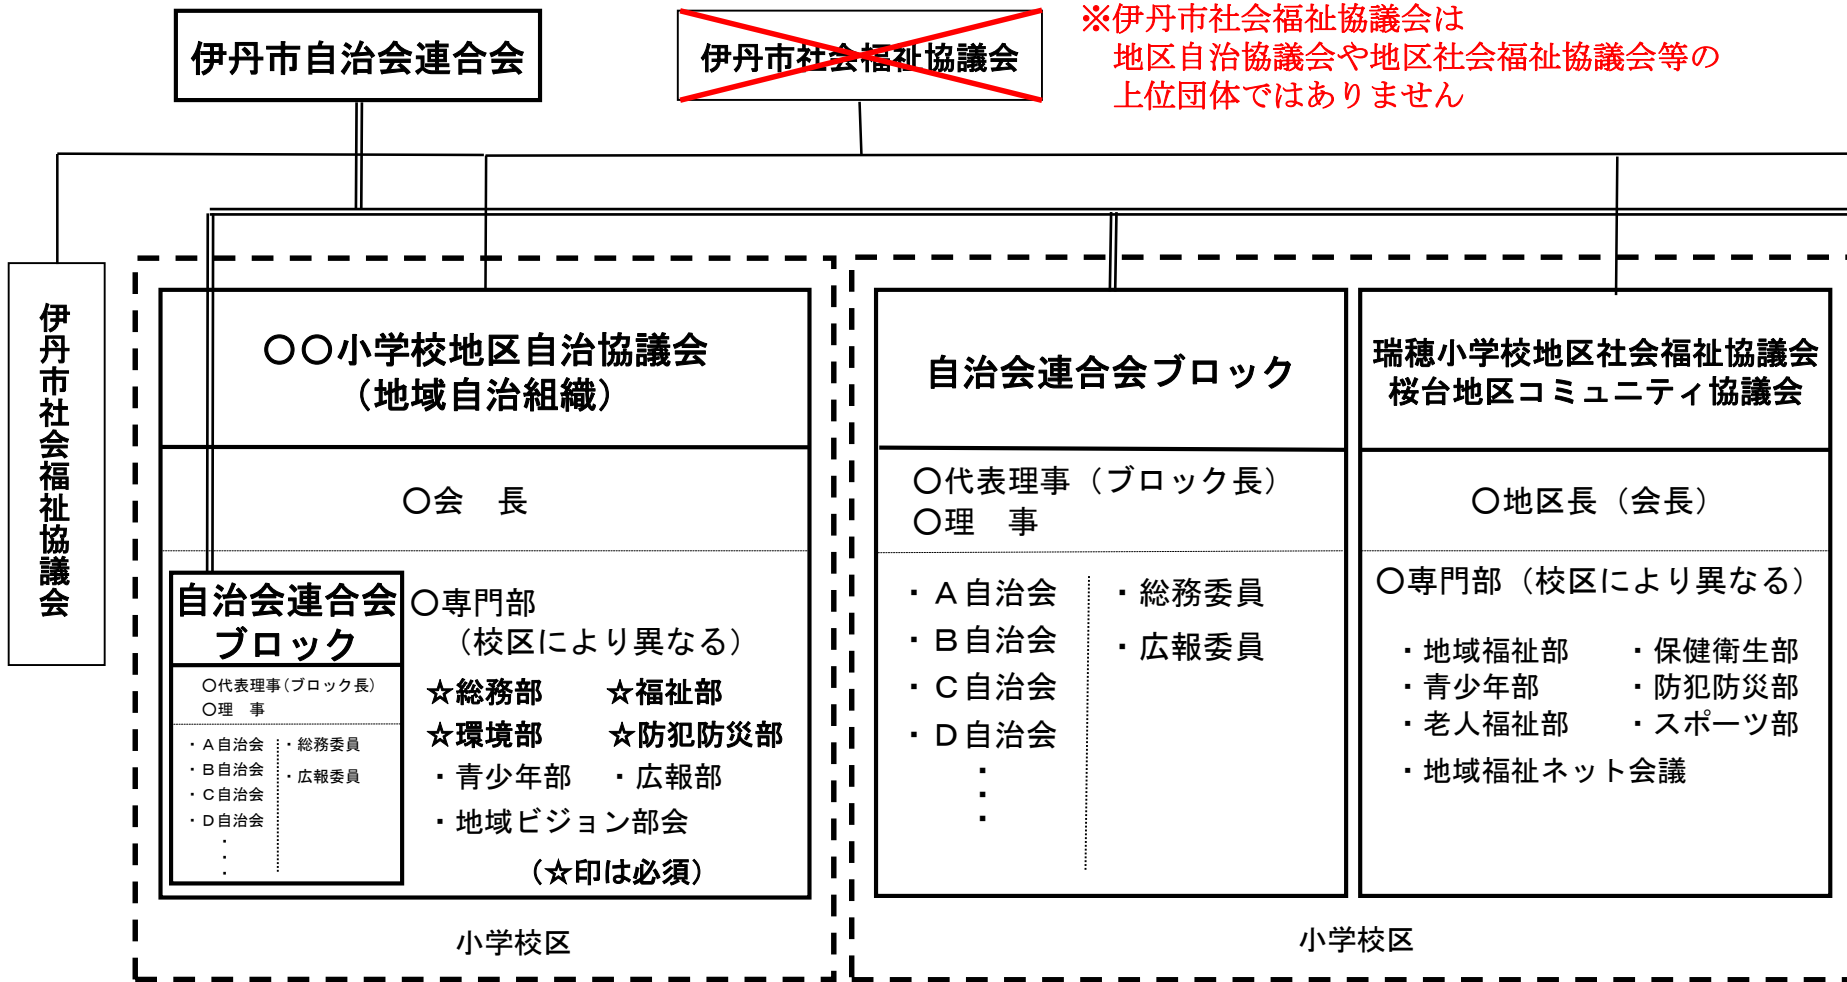 伊丹市自治会連合会
伊丹市社会福祉協議会
※伊丹市社会福祉協議会は
地区自治協議会や地区社会福祉協議会等の
上位団体ではありません
伊丹市社会福祉協議会
〇〇小学校地区自治協議会
（地域自治組織）
〇会　長
自治会連合会
ブロック
〇代表理事（ブロック長）
〇理　事
・Ａ自治会
・Ｂ自治会
・Ｃ自治会
・Ｄ自治会
・
・
・
・総務委員
・広報委員
〇専門部
（校区により異なる）
☆総務部　☆福祉部
☆環境部　☆防犯防災部
・青少年部　・広報部
・地域ビジョン部会
（☆印は必須）
小学校区
自治会連合会ブロック
〇代表理事（ブロック長）
〇理　事
・Ａ自治会
・Ｂ自治会
・Ｃ自治会
・Ｄ自治会
・
・
・
・総務委員
・広報委員
瑞穂小学校地区社会福祉協議会
桜台地区コミュニティ協議会
〇地区長（会長）
〇専門部（校区により異なる）
・地域福祉部　・保健衛生部
・青少年部　・防犯防災部
・老人福祉部　・スポーツ部
・地域福祉ネット会議
小学校区